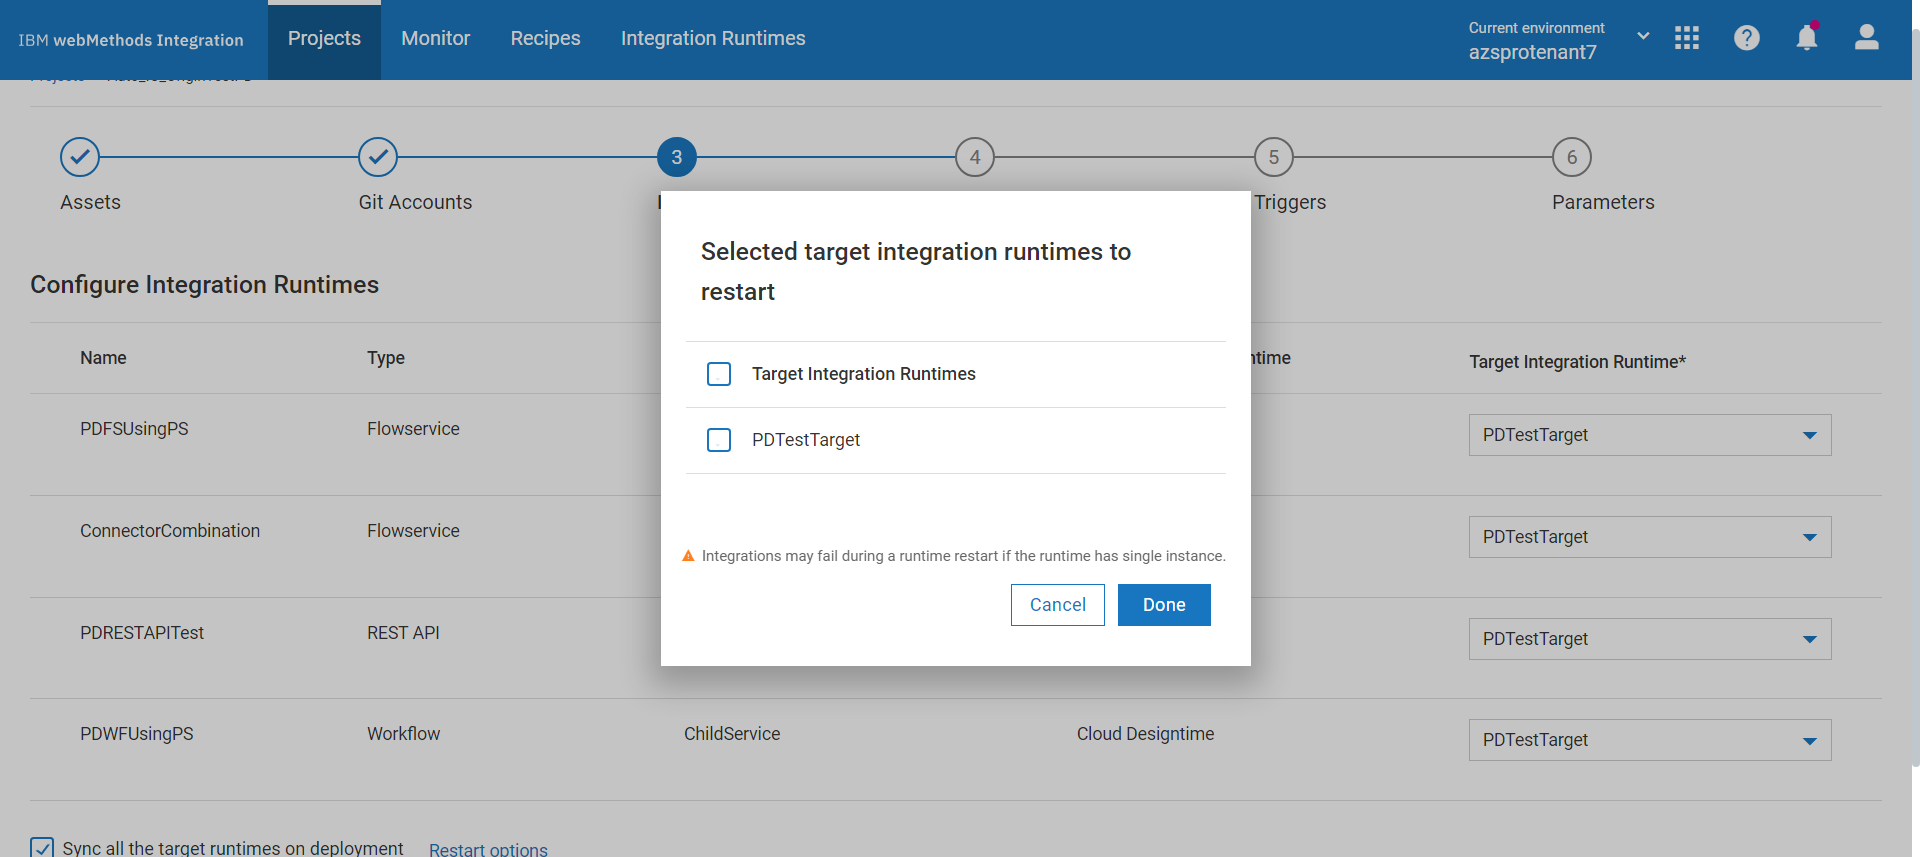 IBM webMethods Integration
Projects
Monitor
Recipes
Integration Runtimes
Current environment
azsprotenant7
Assets
Git Accounts
3
4
5
Triggers
6
Parameters
Configure Integration Runtimes
Name
Type
Target Integration Runtime*
PDFSUsingPS
Flowservice
PDTestTarget
ConnectorCombination
Flowservice
PDTestTarget
PDRESTAPITest
REST API
PDTestTarget
PDWFUsingPS
Workflow
ChildService
Cloud Designtime
PDTestTarget
Sync all the target runtimes on deployment
Restart options
Selected target integration runtimes to
restart
Target Integration Runtimes
PDTestTarget
Integrations may fail during a runtime restart if the runtime has single instance.
Cancel
Done